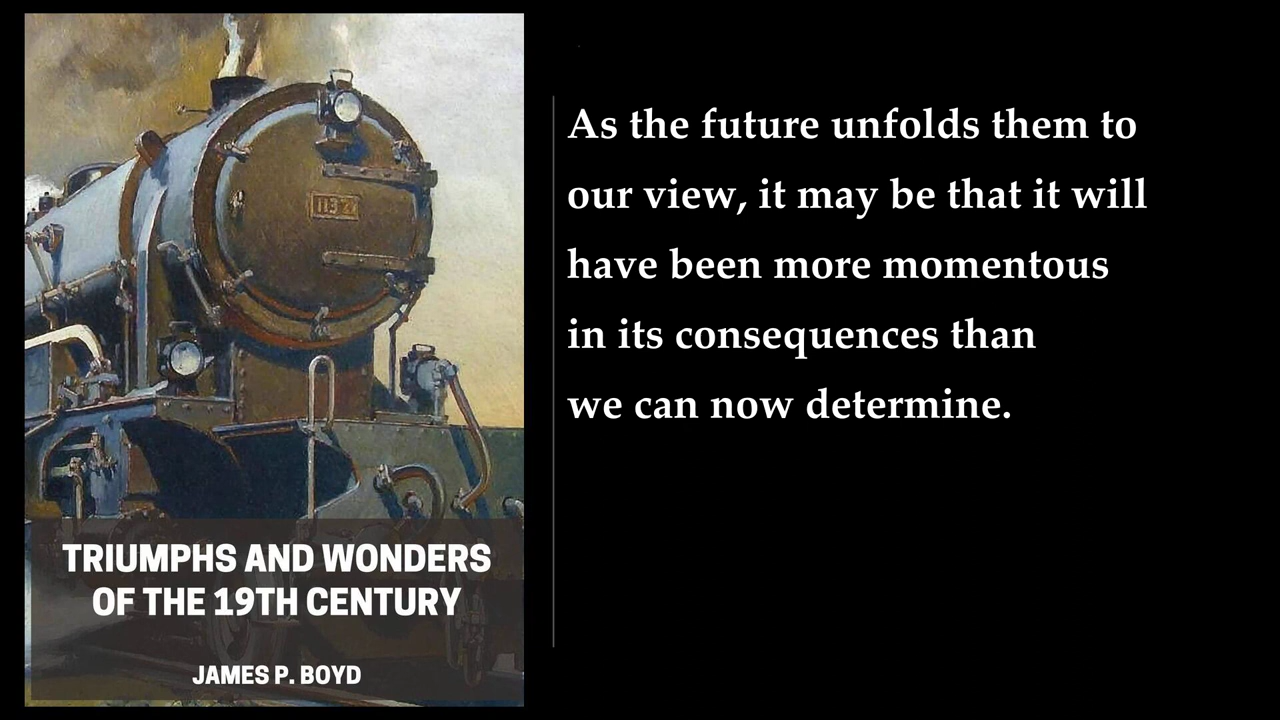 As the future unfolds them to
our view, it may be that it will
have been more momentous
in its consequences than
we can now determine.
TRIUMPHS AND WONDERS
OF THE 19TH CENTURY
JAMES P. BOYD